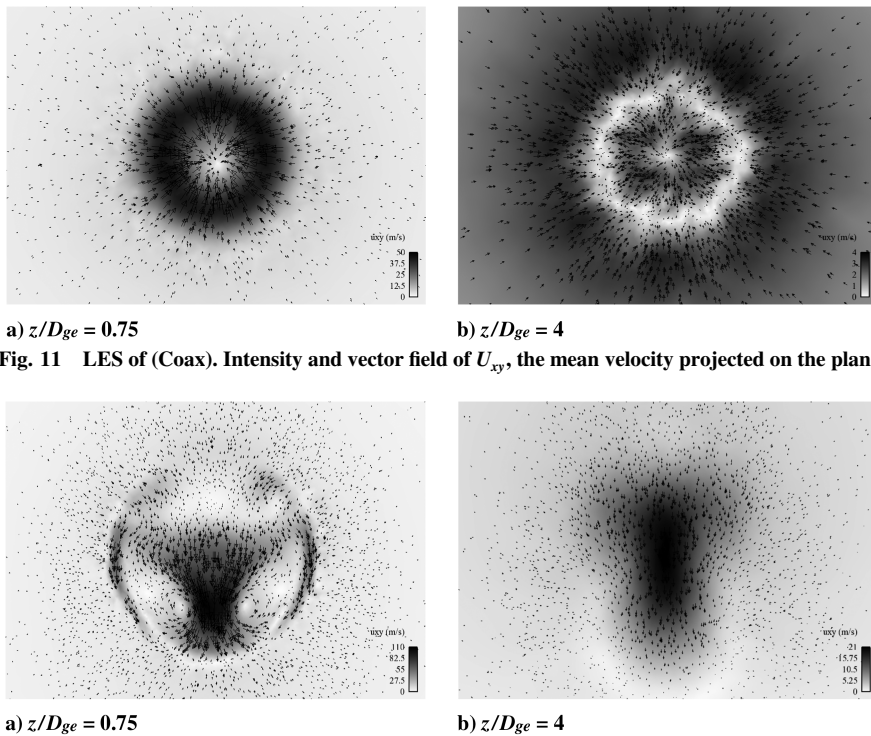 uxy (m/s)
50
37.5
25
12.5
0
uxy (m/s)
4
3
2
1
0
a) z/Dge = 0.75
b) z/Dge = 4
Fig. 11 LES of (Coax). Intensity and vector field of Uxy, the mean velocity projected on the plan
uxy (m/s)
110
82.5
55
27.5
0
uxy (m/s)
21
15.75
10.5
5.25
0
a) z/Dge = 0.75
b) z/Dge = 4